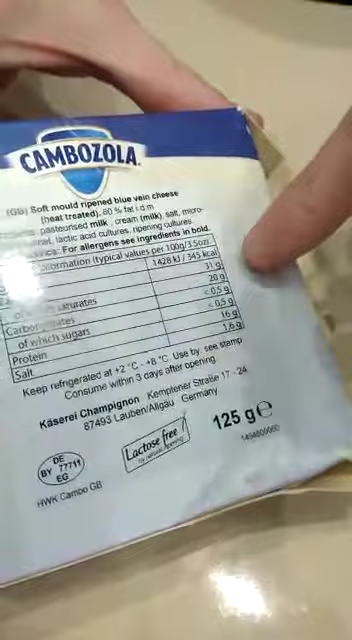 CAMBOZOLA
(GB) Soft mould ripened blue vein cheese
(heat treated), 60 % fat i.d.m
pasteurised milk, cream (milk), salt, micro-
lactic acid cultures, ripening cultures
For allergens see ingredients in bold.
(typical values per 100g/3.5oz)
1428 kJ / 345 kcal
31 g
saturates 20 g
Carbohydrates < 0,5 g
of which sugars < 0,5 g
Protein 16 g
Salt 1,6 g
Keep refrigerated at +2 °C - +8 °C Use by: see stamp
Consume within 3 days after opening.
Käserei Champignon Kemptener Straße 17 - 24
87493 Lauben/Allgäu Germany
125 g e
Lactose free
by natural ripening
DE
BY 77711
EG
HWK Cambo GB